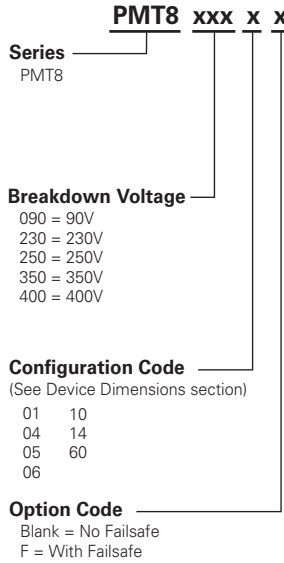 PMT8 xxx x x
Series
PMT8
Breakdown Voltage
090 = 90V
230 = 230V
250 = 250V
350 = 350V
400 = 400V
Configuration Code
(See Device Dimensions section)
01 10
04 14
05 60
06
Option Code
Blank = No Failsafe
F = With Failsafe